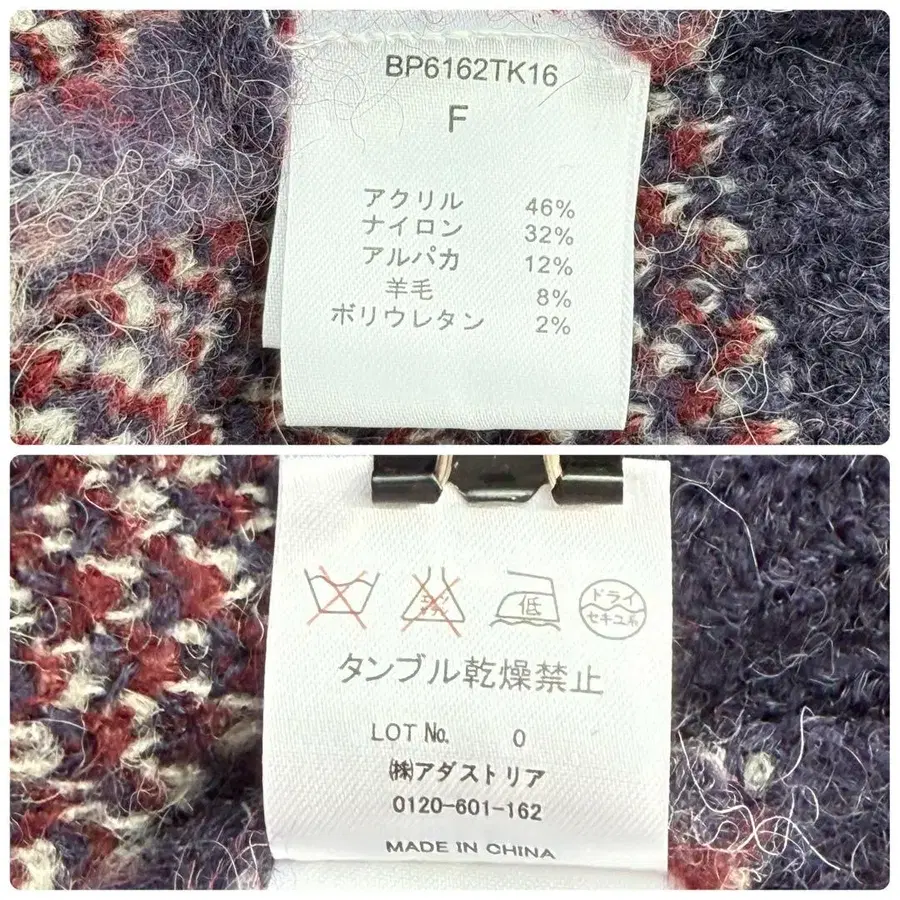 BP6162TK16
F
アクリル 46%
ナイロン 32%
アルパカ 12%
羊毛 8%
ポリウレタン 2%
低
ドライ
セキユ系
タンブル乾燥禁止
LOT No. 0
㈱アダストリア
0120-601-162
MADE IN CHINA